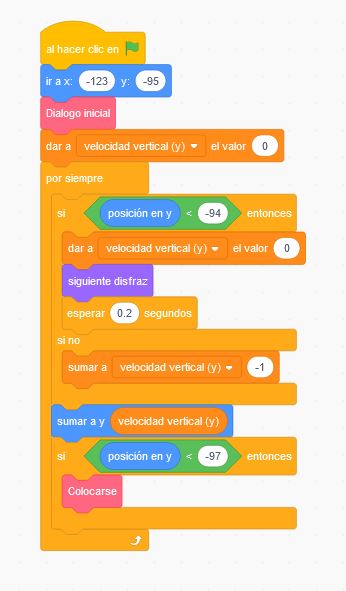 al hacer clic en
ir a x: -123 y: -95
Dialogo inicial
dar a velocidad vertical (y) el valor 0
por siempre
si posición en y < -94 entonces
dar a velocidad vertical (y) el valor 0
siguiente disfraz
esperar 0.2 segundos
si no
sumar a velocidad vertical (y) -1
sumar a y velocidad vertical (y)
si posición en y < -97 entonces
Colocarse